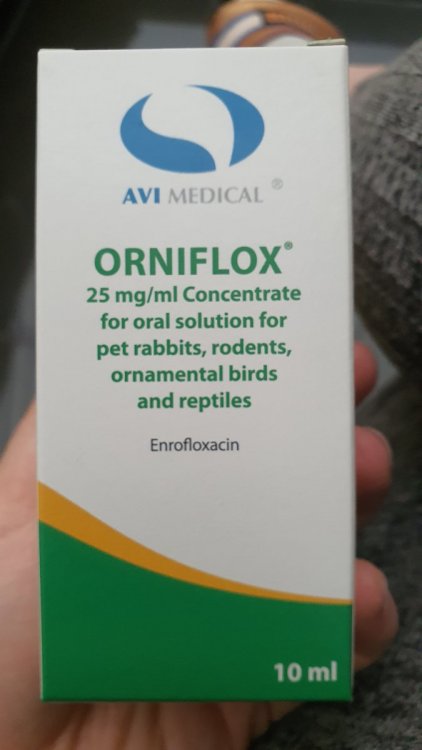 AVI MEDICAL ®
ORNIFLOX®
25 mg/ml Concentrate
for oral solution for
pet rabbits, rodents,
ornamental birds
and reptiles
Enrofloxacin
10 ml